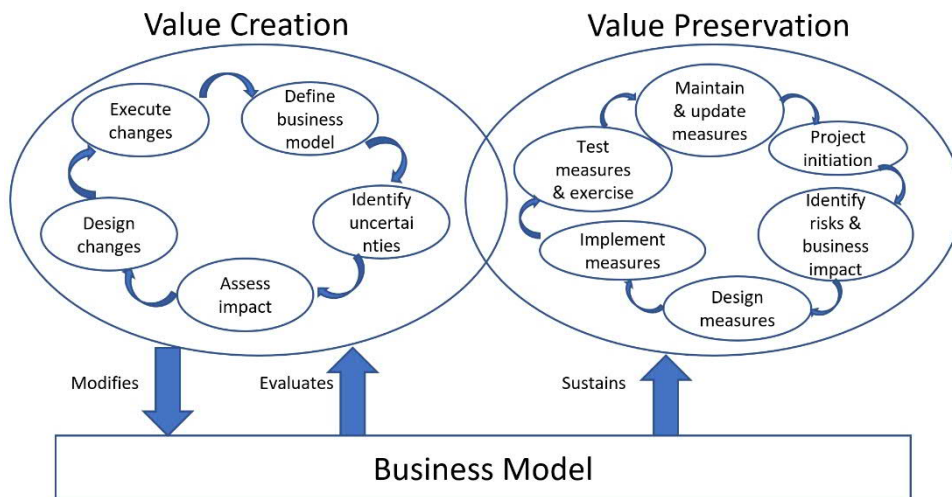 Value Creation
Value Preservation
Execute
changes
Define
business
model
Identify
uncertai
nties
Assess
impact
Design
changes
Maintain
& update
measures
Project
initiation
Identify
risks &
business
impact
Design
measures
Implement
measures
Test
measures
& exercise
Modifies
Evaluates
Sustains
Business Model